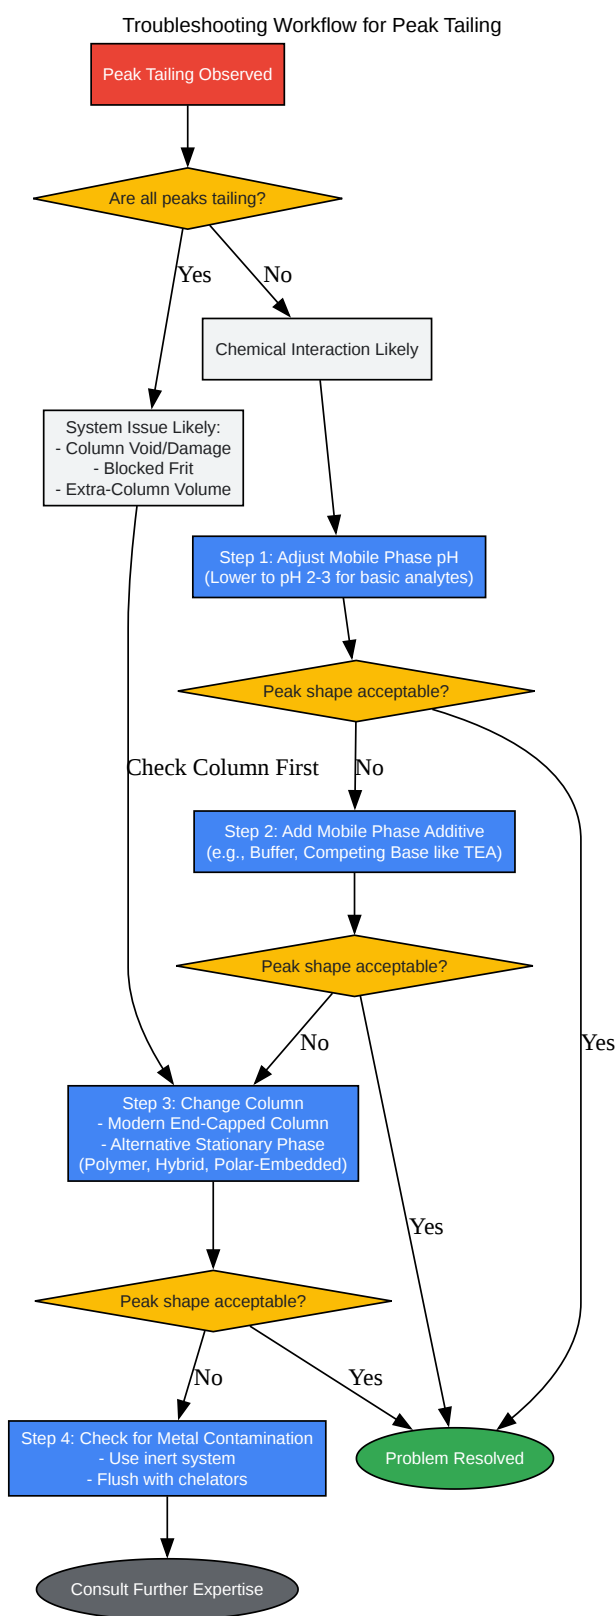 Troubleshooting Workflow for Peak Tailing
Peak Tailing Observed
Are all peaks tailing?
Yes
No
Chemical Interaction Likely
System Issue Likely:
- Column Void/Damage
- Blocked Frit
- Extra-Column Volume
Step 1: Adjust Mobile Phase pH
(Lower to pH 2-3 for basic analytes)
Peak shape acceptable?
Check Column First
No
Step 2: Add Mobile Phase Additive
(e.g., Buffer, Competing Base like TEA)
Peak shape acceptable?
No
Yes
Step 3: Change Column
- Modern End-Capped Column
- Alternative Stationary Phase
(Polymer, Hybrid, Polar-Embedded)
Yes
Peak shape acceptable?
No
Yes
Step 4: Check for Metal Contamination
- Use inert system
- Flush with chelators
Problem Resolved
Consult Further Expertise